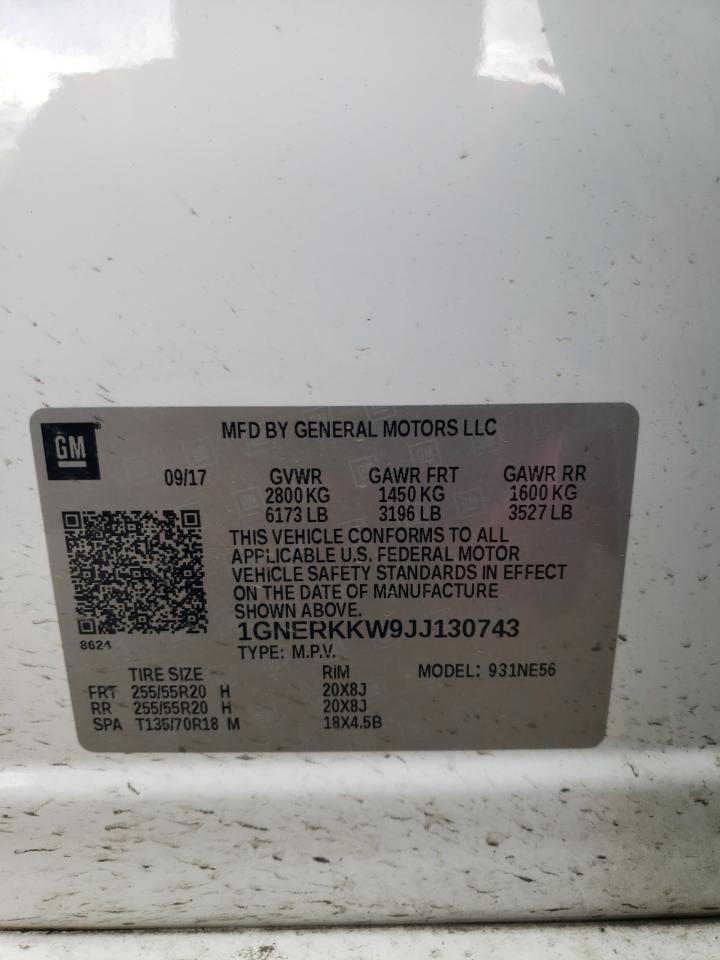 GM®
MFD BY GENERAL MOTORS LLC
09/17 GVWR GAWR FRT GAWR RR
2800 KG 1450 KG 1600 KG
6173 LB 3196 LB 3527 LB
THIS VEHICLE CONFORMS TO ALL
APPLICABLE U.S. FEDERAL MOTOR
VEHICLE SAFETY STANDARDS IN EFFECT
ON THE DATE OF MANUFACTURE
SHOWN ABOVE.
8624
1GNERKKW9JJ130743
TYPE: M.P.V.
TIRE SIZE RIM MODEL: 931NE56
FRT 255/55R20 H 20X8J
RR 255/55R20 H 20X8J
SPA T135/70R18 M 18X4.5B